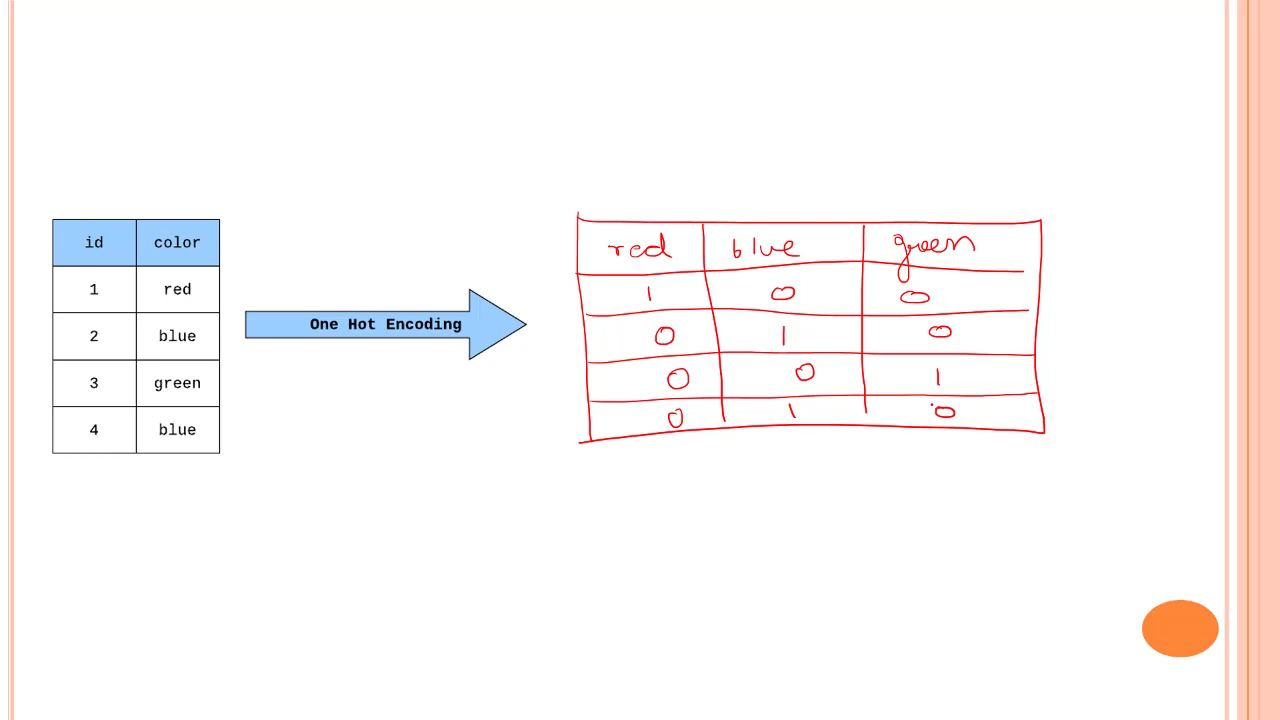 id color
1 red
2 blue
3 green
4 blue
One Hot Encoding
red blue green
1 0 0
0 1 0
0 0 1
0 1 0